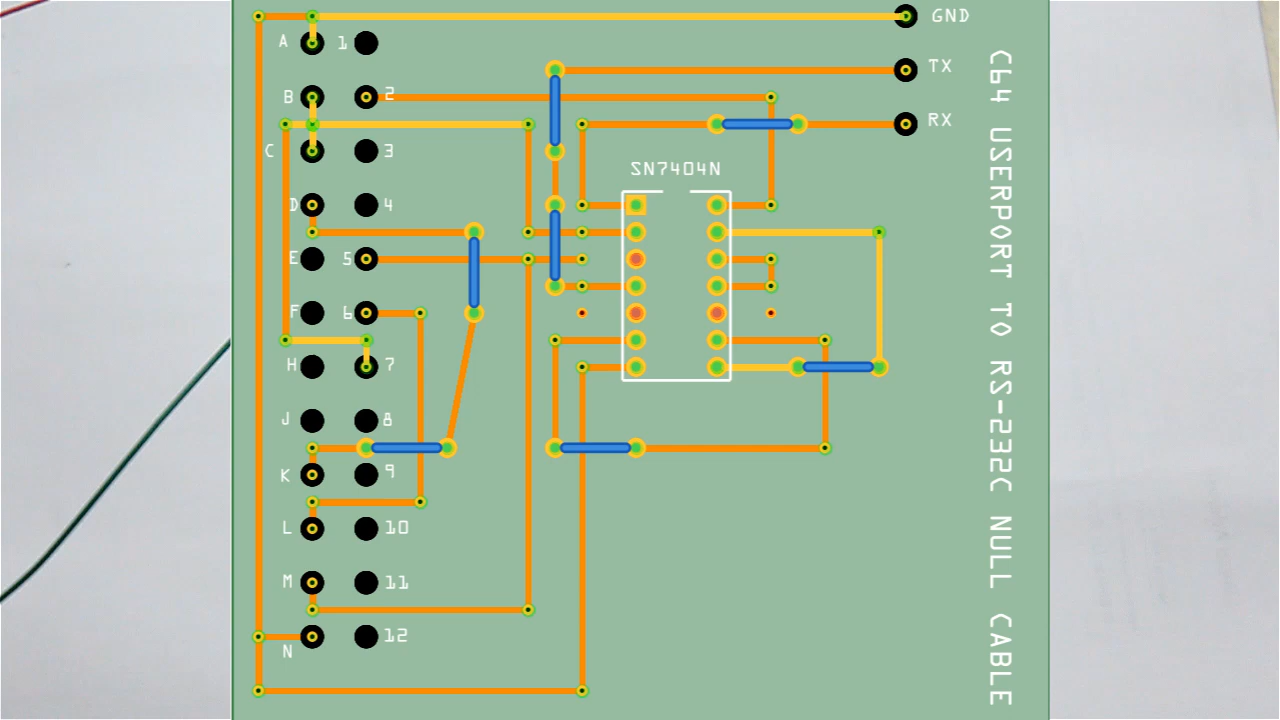 GND
A 1
TX
B 2
RX
C 3
SN7404N
D 4
E 5
F 6
H 7
J 8
K 9
L 10
M 11
N 12
C64 USERPORT TO RS-232C NULL CABLE